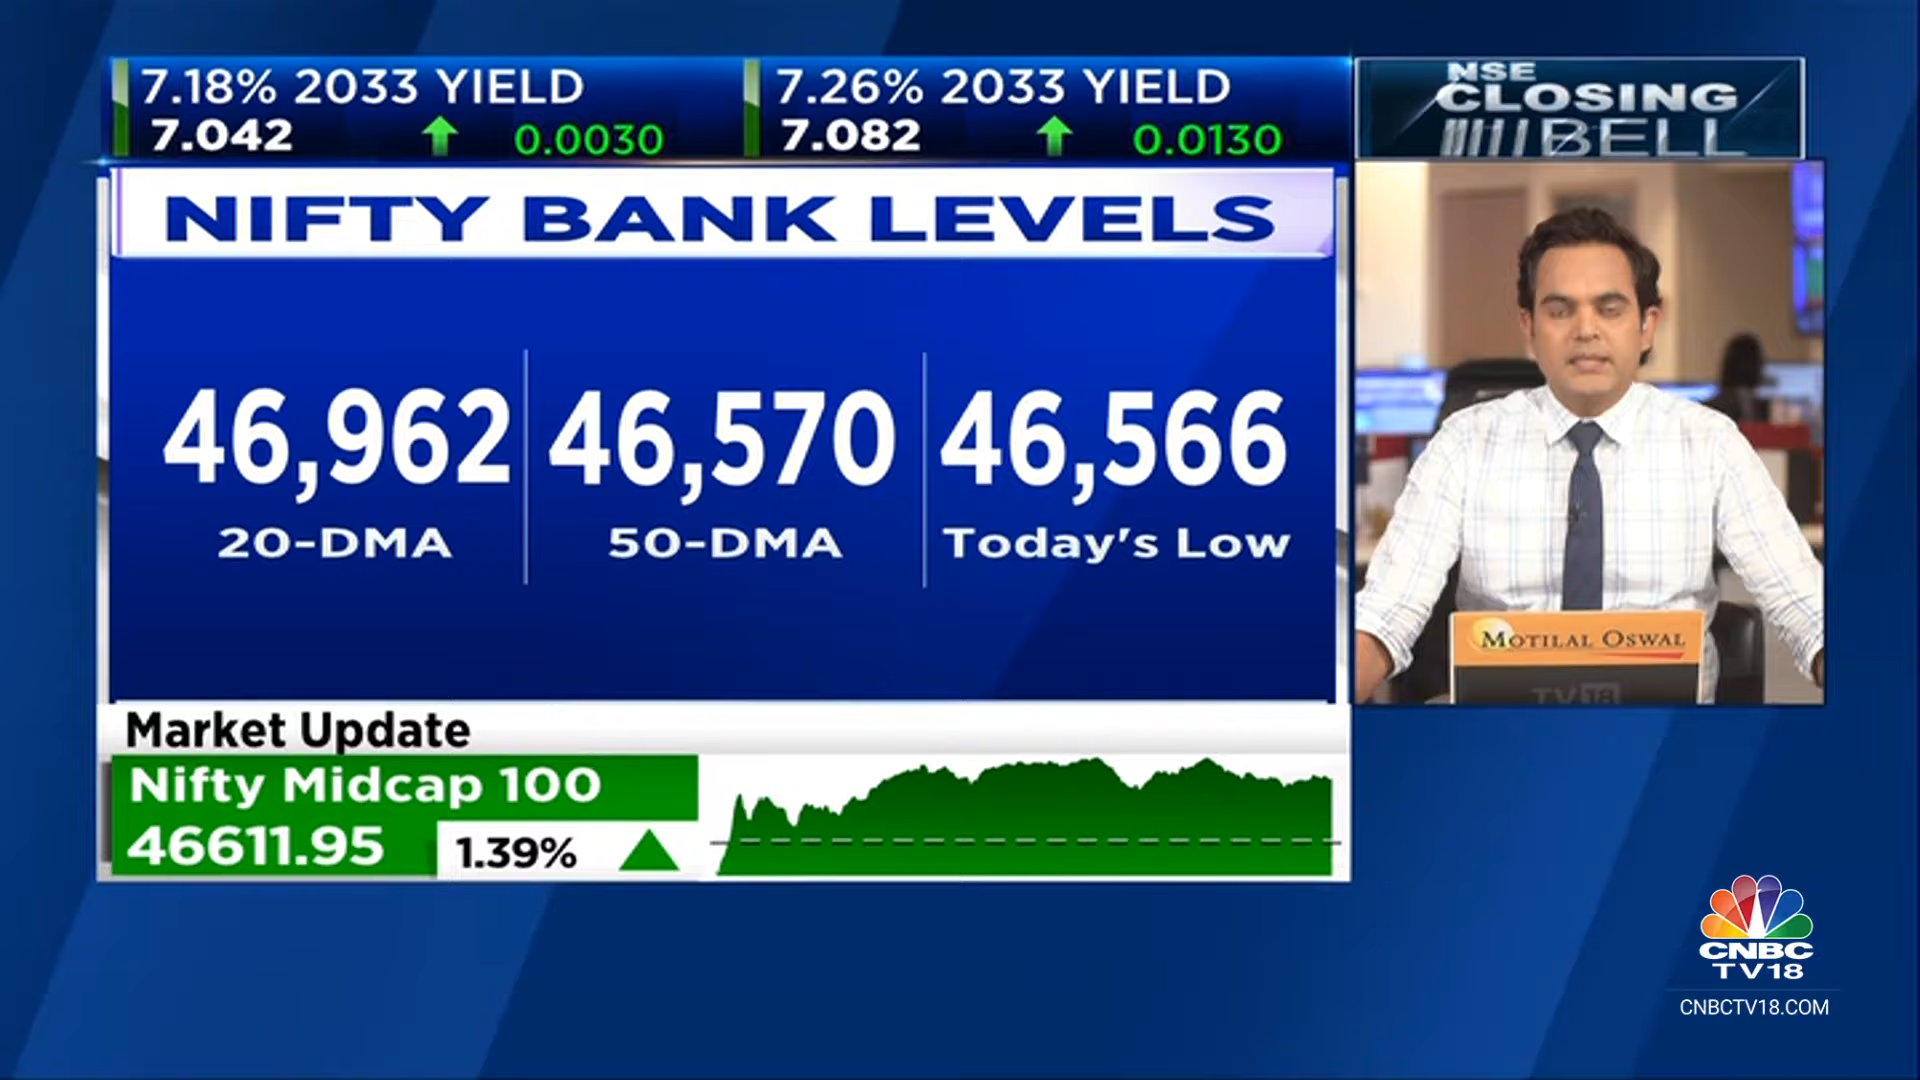 7.18% 2033 YIELD
7.042 0.0030
7.26% 2033 YIELD
7.082 0.0130
NSE
CLOSING
BELL
NIFTY BANK LEVELS
46,962
20-DMA
46,570
50-DMA
46,566
Today's Low
MOTILAL OSWAL
TV18
Market Update
Nifty Midcap 100
46611.95
1.39%
CNBC
TV18
CNBCTV18.COM